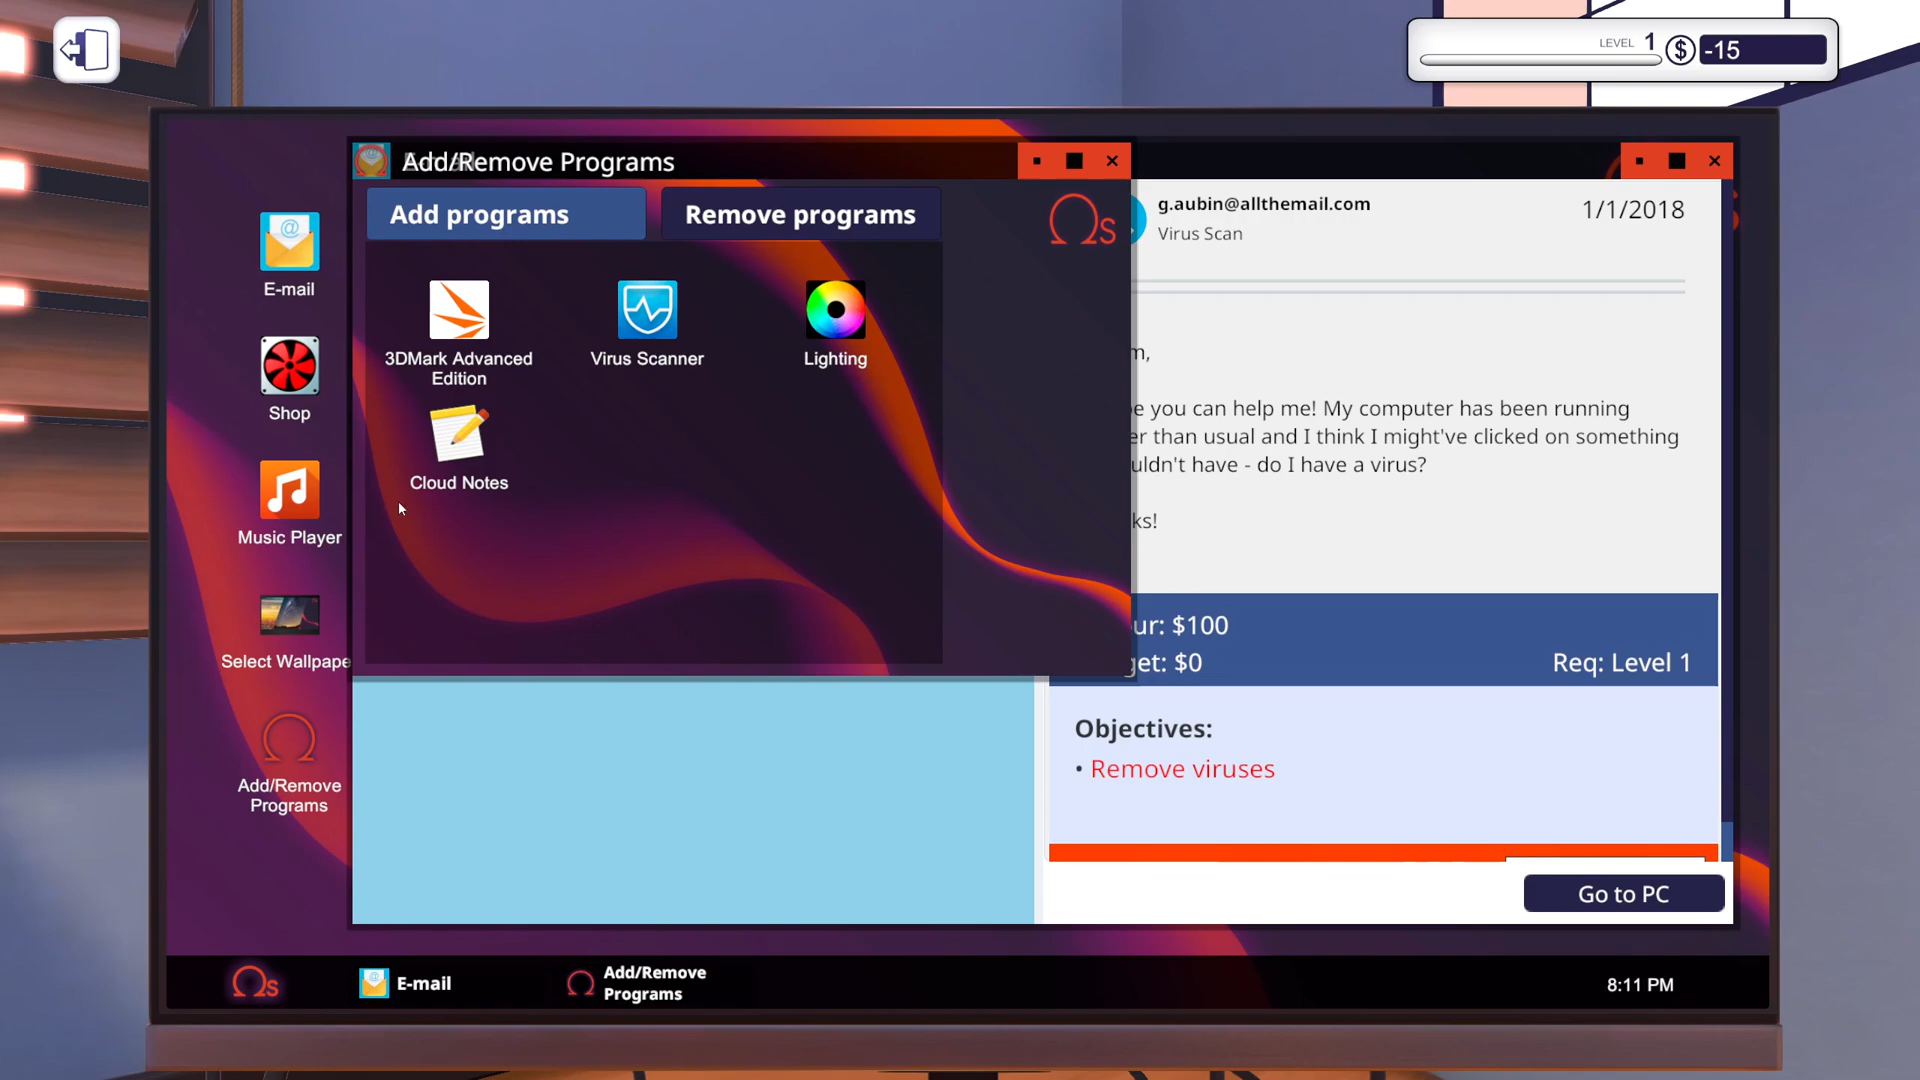 LEVEL 1
$ -15
Add/Remove Programs
Add programs
Remove programs
Ωs
g.aubin@allthemail.com
1/1/2018
Virus Scan
E-mail
3DMark Advanced
Edition
Virus Scanner
Lighting
m,
Shop
e you can help me! My computer has been running
er than usual and I think I might've clicked on something
uldn't have - do I have a virus?
Cloud Notes
ks!
Music Player
ur: $100
get: $0
Req: Level 1
Select Wallpape
Objectives:
• Remove viruses
Add/Remove
Programs
Go to PC
Ωs
E-mail
Add/Remove
Programs
8:11 PM